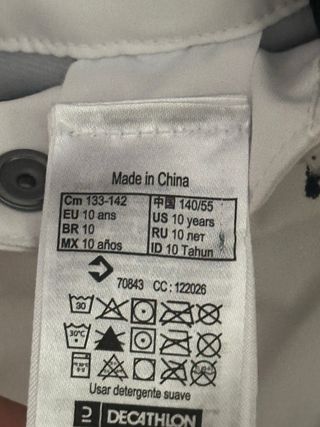 Made in China
Cm 133-142 中国 140/55
EU 10 ans US 10 years
BR 10 RU 10 лет
MX 10 años ID 10 Tahun
70843 CC : 122026
30
30°C
Usar detergente suave
DECATHLON